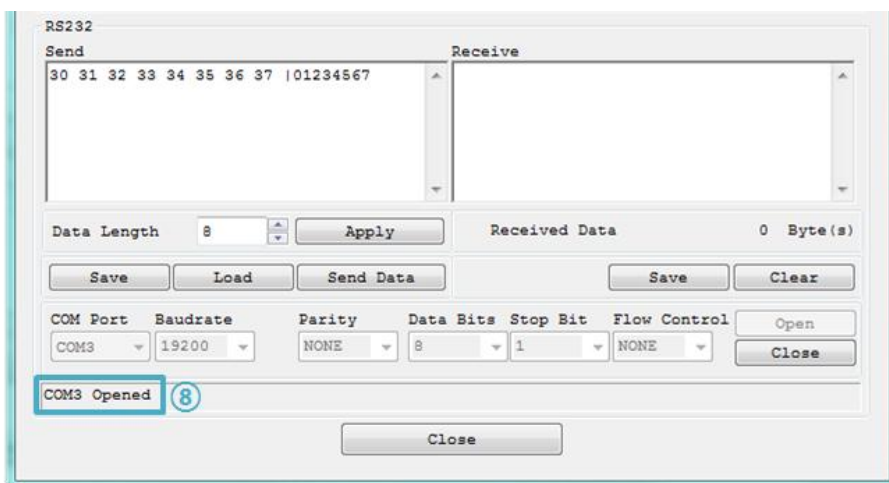 RS232
Send Receive
30 31 32 33 34 35 36 37 |01234567
Data Length 8 Apply Received Data 0 Byte(s)
Save Load Send Data Save Clear
COM Port Baudrate Parity Data Bits Stop Bit Flow Control Open
COM3 19200 NONE 8 1 NONE Close
COM3 Opened ⑧
Close